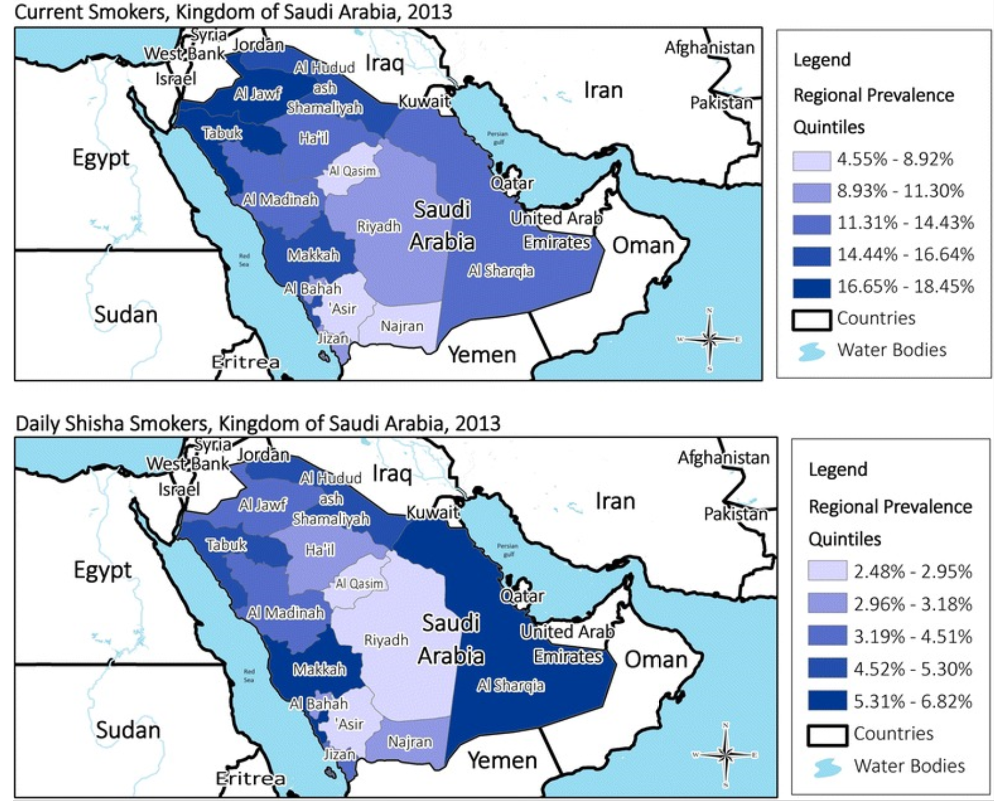 Current Smokers, Kingdom of Saudi Arabia, 2013
Syria
Jordan
West Bank
Israel
Iraq
Afghanistan
Iran
Pakistan
Al Hudud
ash
Shamaliyah
Al Jawf
Kuwait
Tabuk
Ha'il
Persian
gulf
Egypt
Al Qasim
Qatar
Al Madinah
Saudi
Arabia
Riyadh
United Arab
Emirates
Oman
Makkah
Red
Sea
Al Sharqia
Al Bahah
'Asir
Najran
Sudan
Jizan
Yemen
Eritrea
N
W
E
S
Legend
Regional Prevalence
Quintiles
4.55% - 8.92%
8.93% - 11.30%
11.31% - 14.43%
14.44% - 16.64%
16.65% - 18.45%
Countries
Water Bodies
Daily Shisha Smokers, Kingdom of Saudi Arabia, 2013
Syria
Jordan
West Bank
Israel
Iraq
Afghanistan
Iran
Pakistan
Al Hudud
ash
Shamaliyah
Al Jawf
Kuwait
Tabuk
Ha'il
Persian
gulf
Egypt
Al Qasim
Qatar
Al Madinah
Saudi
Arabia
Riyadh
United Arab
Emirates
Oman
Makkah
Red
Sea
Al Sharqia
Al Bahah
'Asir
Najran
Sudan
Jizan
Yemen
Eritrea
N
W
E
S
Legend
Regional Prevalence
Quintiles
2.48% - 2.95%
2.96% - 3.18%
3.19% - 4.51%
4.52% - 5.30%
5.31% - 6.82%
Countries
Water Bodies